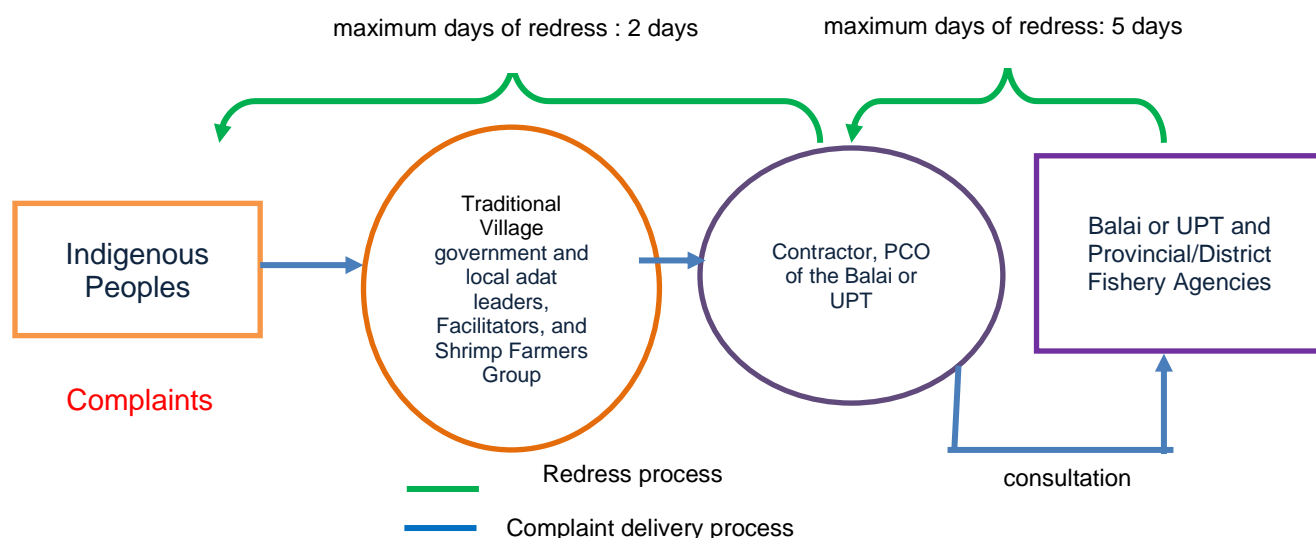 maximum days of redress : 2 days
maximum days of redress: 5 days
Indigenous
Peoples
Complaints
Traditional
Village
government and
local adat
leaders,
Facilitators, and
Shrimp Farmers
Group
Contractor, PCO
of the Balai or
UPT
Balai or UPT and
Provincial/District
Fishery Agencies
consultation
Redress process
Complaint delivery process